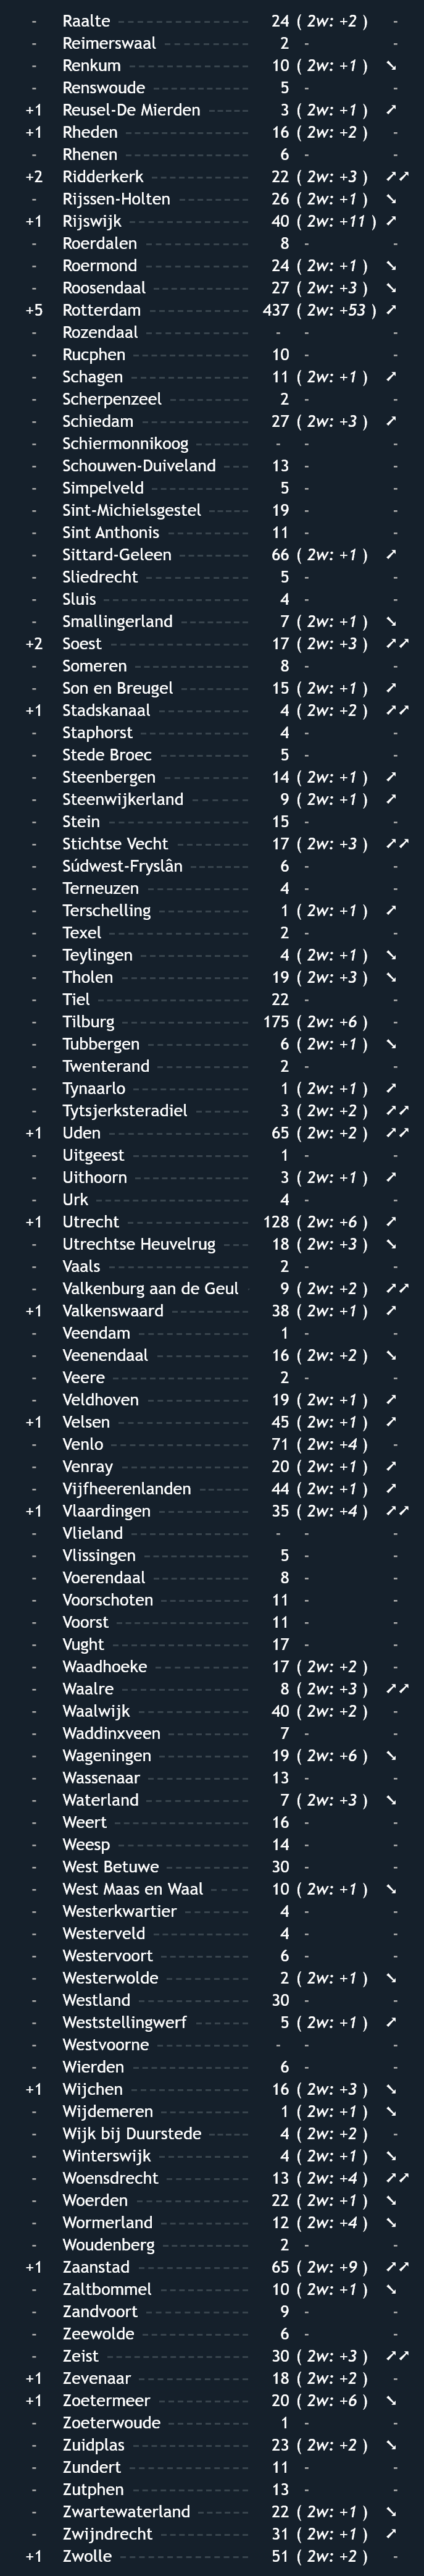 - Raalte 24 ( 2w: +2 ) -
- Reimerswaal 2 - -
- Renkum 10 ( 2w: +1 ) ➘
- Renswoude 5 - -
+1 Reusel-De Mierden 3 ( 2w: +1 ) ➚
+1 Rheden 16 ( 2w: +2 ) -
- Rhenen 6 - -
+2 Ridderkerk 22 ( 2w: +3 ) ➚➚
- Rijssen-Holten 26 ( 2w: +1 ) ➘
+1 Rijswijk 40 ( 2w: +11 ) ➚
- Roerdalen 8 - -
- Roermond 24 ( 2w: +1 ) ➘
- Roosendaal 27 ( 2w: +3 ) ➘
+5 Rotterdam 437 ( 2w: +53 ) ➚
- Rozendaal - - -
- Rucphen 10 - -
- Schagen 11 ( 2w: +1 ) ➚
- Scherpenzeel 2 - -
- Schiedam 27 ( 2w: +3 ) ➚
- Schiermonnikoog - - -
- Schouwen-Duiveland 13 - -
- Simpelveld 5 - -
- Sint-Michielsgestel 19 - -
- Sint Anthonis 11 - -
- Sittard-Geleen 66 ( 2w: +1 ) ➚
- Sliedrecht 5 - -
- Sluis 4 - -
- Smallingerland 7 ( 2w: +1 ) ➘
+2 Soest 17 ( 2w: +3 ) ➚➚
- Someren 8 - -
- Son en Breugel 15 ( 2w: +1 ) ➚
+1 Stadskanaal 4 ( 2w: +2 ) ➚➚
- Staphorst 4 - -
- Stede Broec 5 - -
- Steenbergen 14 ( 2w: +1 ) ➚
- Steenwijkerland 9 ( 2w: +1 ) ➚
- Stein 15 - -
- Stichtse Vecht 17 ( 2w: +3 ) ➚➚
- Súdwest-Fryslân 6 - -
- Terneuzen 4 - -
- Terschelling 1 ( 2w: +1 ) ➚
- Texel 2 - -
- Teylingen 4 ( 2w: +1 ) ➘
- Tholen 19 ( 2w: +3 ) ➘
- Tiel 22 - -
- Tilburg 175 ( 2w: +6 ) -
- Tubbergen 6 ( 2w: +1 ) ➘
- Twenterand 2 - -
- Tynaarlo 1 ( 2w: +1 ) ➚
- Tytsjerksteradiel 3 ( 2w: +2 ) ➚➚
+1 Uden 65 ( 2w: +2 ) ➚➚
- Uitgeest 1 - -
- Uithoorn 3 ( 2w: +1 ) ➚
- Urk 4 - -
+1 Utrecht 128 ( 2w: +6 ) ➚
- Utrechtse Heuvelrug 18 ( 2w: +3 ) ➘
- Vaals 2 - -
- Valkenburg aan de Geul 9 ( 2w: +2 ) ➚➚
+1 Valkenswaard 38 ( 2w: +1 ) ➚
- Veendam 1 - -
- Veenendaal 16 ( 2w: +2 ) ➘
- Veere 2 - -
- Veldhoven 19 ( 2w: +1 ) ➚
+1 Velsen 45 ( 2w: +1 ) ➚
- Venlo 71 ( 2w: +4 ) -
- Venray 20 ( 2w: +1 ) ➚
- Vijfheerenlanden 44 ( 2w: +1 ) ➚
+1 Vlaardingen 35 ( 2w: +4 ) ➚➚
- Vlieland - - -
- Vlissingen 5 - -
- Voerendaal 8 - -
- Voorschoten 11 - -
- Voorst 11 - -
- Vught 17 - -
- Waadhoeke 17 ( 2w: +2 ) -
- Waalre 8 ( 2w: +3 ) ➚➚
- Waalwijk 40 ( 2w: +2 ) -
- Waddinxveen 7 - -
- Wageningen 19 ( 2w: +6 ) ➘
- Wassenaar 13 - -
- Waterland 7 ( 2w: +3 ) ➘
- Weert 16 - -
- Weesp 14 - -
- West Betuwe 30 - -
- West Maas en Waal 10 ( 2w: +1 ) ➘
- Westerkwartier 4 - -
- Westerveld 4 - -
- Westervoort 6 - -
- Westerwolde 2 ( 2w: +1 ) ➘
- Westland 30 - -
- Weststellingwerf 5 ( 2w: +1 ) ➚
- Westvoorne - - -
- Wierden 6 - -
+1 Wijchen 16 ( 2w: +3 ) ➘
- Wijdemeren 1 ( 2w: +1 ) ➘
- Wijk bij Duurstede 4 ( 2w: +2 ) -
- Winterswijk 4 ( 2w: +1 ) ➘
- Woensdrecht 13 ( 2w: +4 ) ➚➚
- Woerden 22 ( 2w: +1 ) ➘
- Wormerland 12 ( 2w: +4 ) ➘
- Woudenberg 2 - -
+1 Zaanstad 65 ( 2w: +9 ) ➚➚
- Zaltbommel 10 ( 2w: +1 ) ➘
- Zandvoort 9 - -
- Zeewolde 6 - -
- Zeist 30 ( 2w: +3 ) ➚➚
+1 Zevenaar 18 ( 2w: +2 ) -
+1 Zoetermeer 20 ( 2w: +6 ) ➘
- Zoeterwoude 1 - -
- Zuidplas 23 ( 2w: +2 ) ➘
- Zundert 11 - -
- Zutphen 13 - -
- Zwartewaterland 22 ( 2w: +1 ) ➘
- Zwijndrecht 31 ( 2w: +1 ) ➚
+1 Zwolle 51 ( 2w: +2 ) -